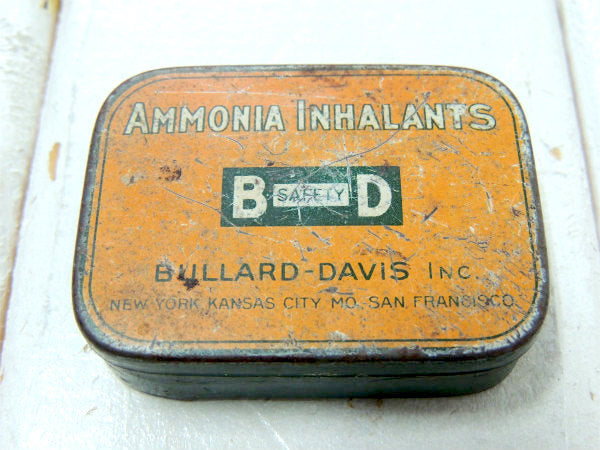 AMMONIA INHALANTS
B SAFETY D
BULLARD-DAVIS INC.
NEW YORK, KANSAS CITY MO. SAN FRANCISCO.